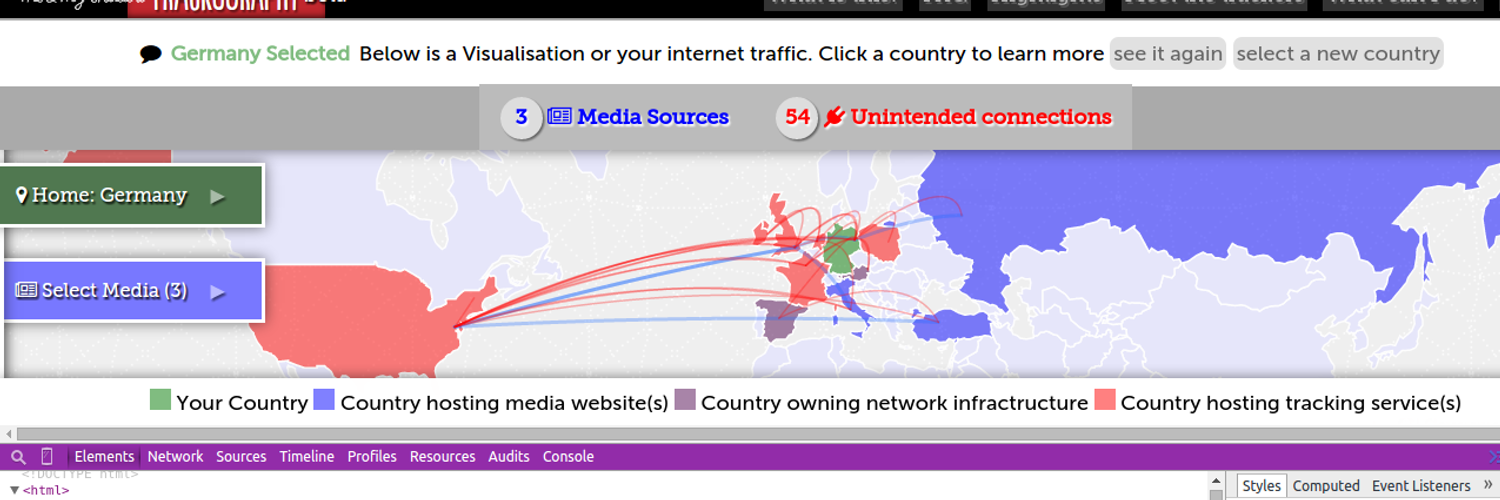 TRACKOGRAPHY
Germany Selected Below is a Visualisation or your internet traffic. Click a country to learn more see it again select a new country
3 Media Sources 54 Unintended connections
Home: Germany
Select Media (3)
Your Country Country hosting media website(s) Country owning network infractructure Country hosting tracking service(s)
Elements Network Sources Timeline Profiles Resources Audits Console
<!DOCTYPE html>
<html>
Styles Computed Event Listeners »